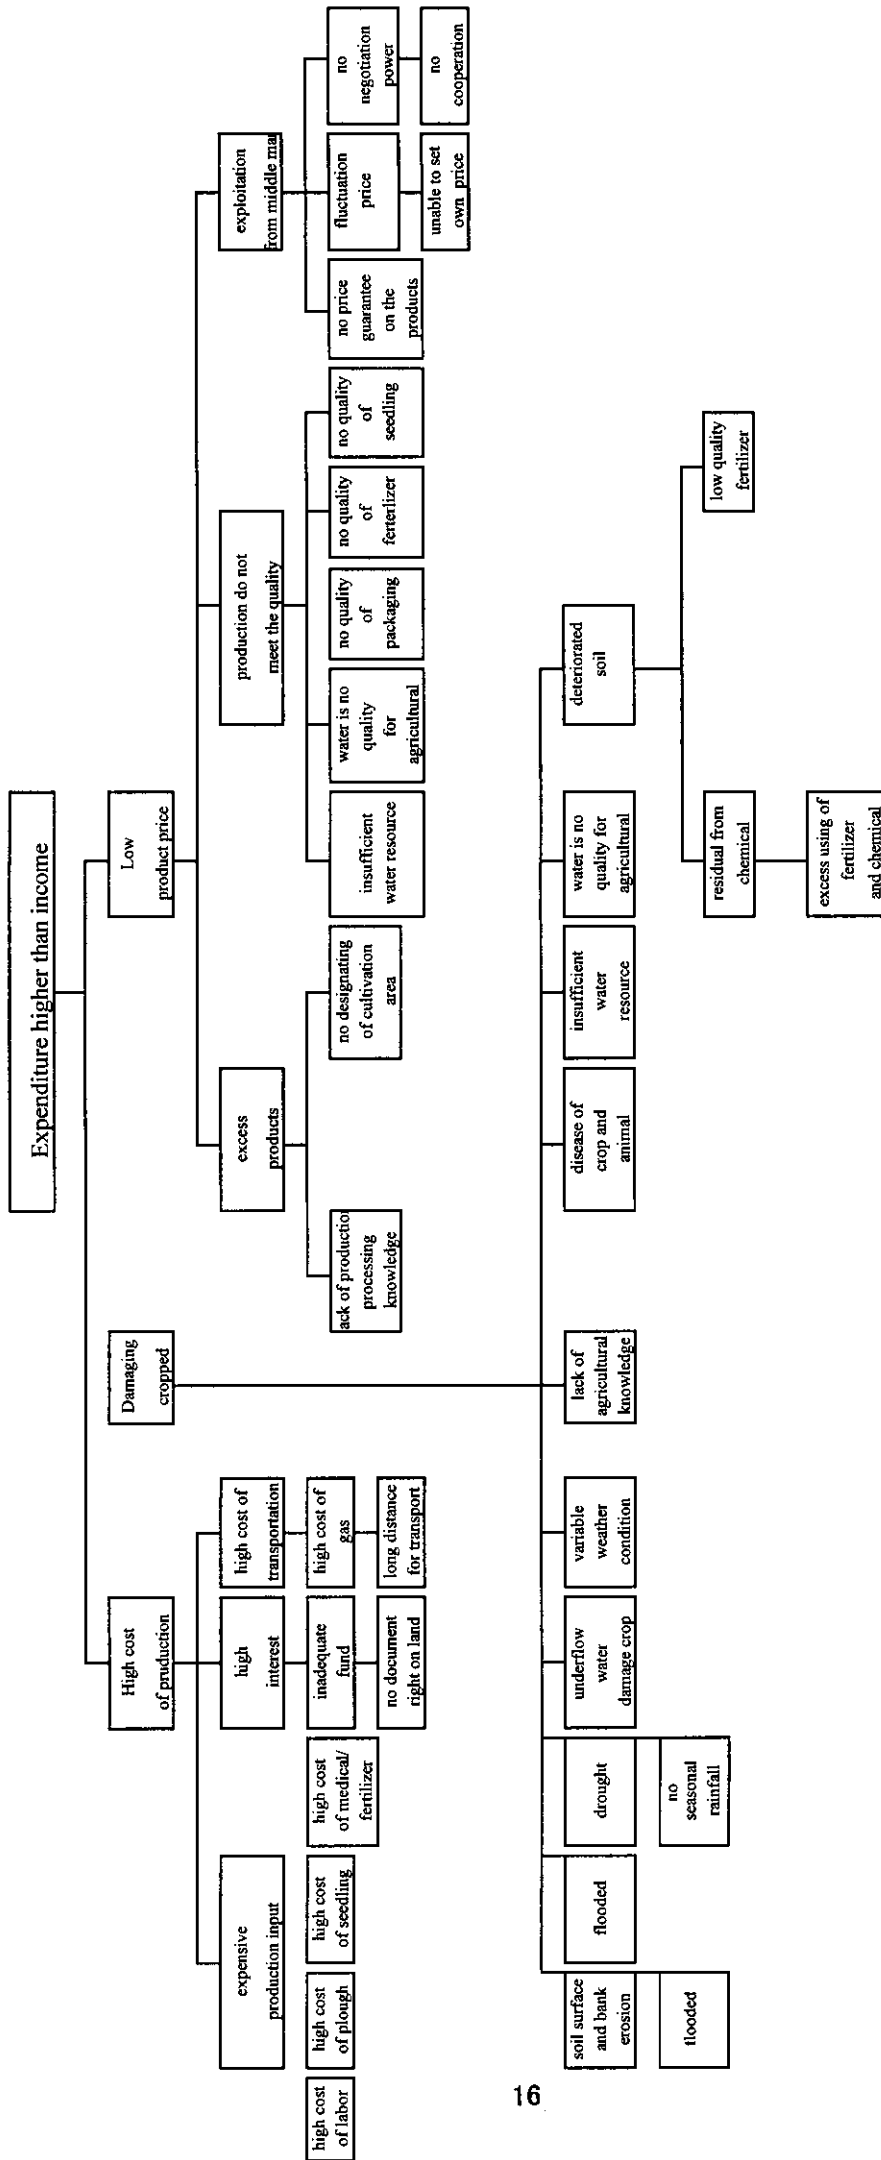 Expenditure higher than income
High cost
of pruduction
Damaging
cropped
Low
product price
expensive
production input
high
interest
high cost of
transportation
excess
products
production do not
meet the quality
exploitation
from middle mar
high cost
of labor
high cost
of plough
high cost
of seedling
high cost
of medical/
fertilizer
inadequate
fund
high cost of
gas
no document
right on land
long distance
for transport
ack of production
processing
knowledge
no designating
of cultivation
area
insufficient
water resource
water is no
quality
for
agricultural
no quality
of
packaging
no quality
of
ferterlizer
no quality
of
seedling
no price
guarantee
on the
products
fluctuation
price
no
negotiation
power
unable to set
own price
no
cooperation
soil surface
and bank
erosion
flooded
drought
underflow
water
damage crop
variable
weather
condition
lack of
agricultural
knowledge
disease of
crop and
animal
insufficient
water
resource
water is no
quality for
agricultural
deteriorated
soil
flooded
no
seasonal
rainfall
residual from
chemical
low quality
fertilizer
excess using of
fertilizer
and chemical
16